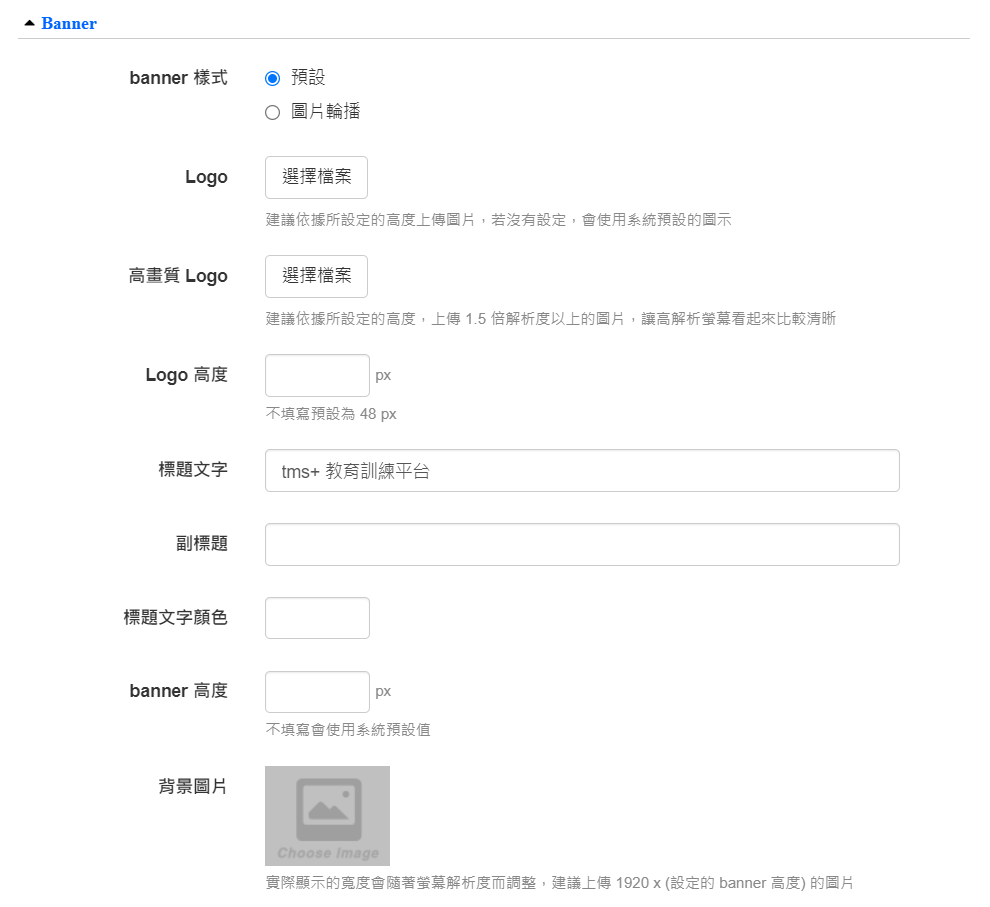 Banner
banner 樣式
預設
圖片輪播
Logo
選擇檔案
建議依據所設定的高度上傳圖片，若沒有設定，會使用系統預設的圖示
高畫質 Logo
選擇檔案
建議依據所設定的高度，上傳 1.5 倍解析度以上的圖片，讓高解析螢幕看起來比較清晰
Logo 高度
px
不填寫預設為 48 px
標題文字
tms+ 教育訓練平台
副標題
標題文字顏色
banner 高度
px
不填寫會使用系統預設值
背景圖片
Choose Image
實際顯示的寬度會隨著螢幕解析度而調整，建議上傳 1920 x (設定的 banner 高度) 的圖片